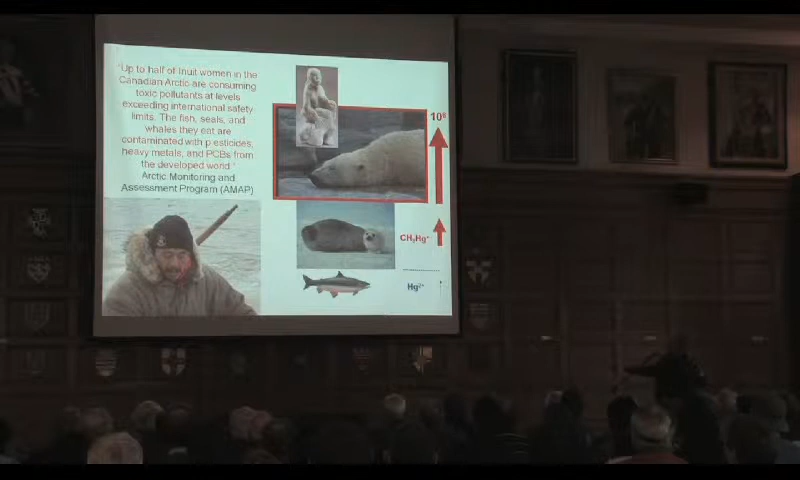 "Up to half of Inuit women in the
Canadian Arctic are consuming
toxic pollutants at levels
exceeding international safety
limits. The fish, seals, and
whales they eat are
contaminated with pesticides,
heavy metals, and PCBs from
the developed world."
Arctic Monitoring and
Assessment Program (AMAP)
10⁶
CH₃Hg⁺
Hg²⁺